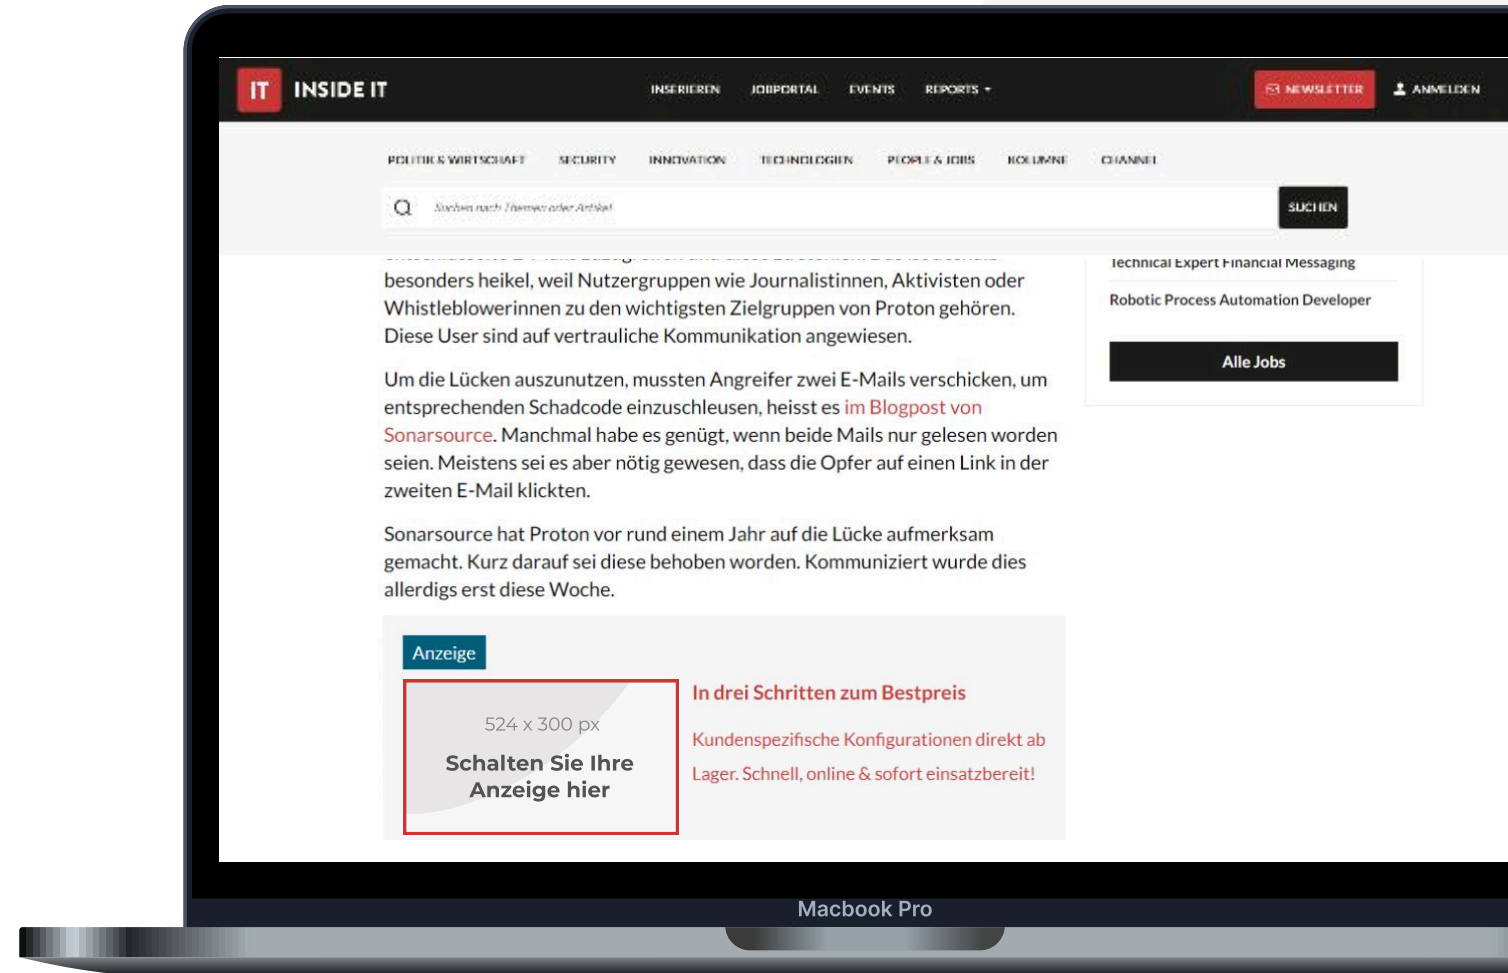 IT INSIDE IT
INSERIEREN JOBPORTAL EVENTS REPORTS
NEWSLETTER ANMELDEN
POLITIK & WIRTSCHAFT SECURITY INNOVATION TECHNOLOGIEN PEOPLE & JOBS KOLUMNE CHANNEL
Suchen nach Themen oder Artikel
SUCHEN
besonders heikel, weil Nutzergruppen wie Journalistinnen, Aktivisten oder
Whistleblowerinnen zu den wichtigsten Zielgruppen von Proton gehören.
Diese User sind auf vertrauliche Kommunikation angewiesen.
Um die Lücken auszunutzen, mussten Angreifer zwei E-Mails verschicken, um
entsprechenden Schadcode einzuschleusen, heisst es im Blogpost von
Sonarsource. Manchmal habe es genügt, wenn beide Mails nur gelesen worden
seien. Meistens sei es aber nötig gewesen, dass die Opfer auf einen Link in der
zweiten E-Mail klickten.
Sonarsource hat Proton vor rund einem Jahr auf die Lücke aufmerksam
gemacht. Kurz darauf sei diese behoben worden. Kommuniziert wurde dies
allerdigs erst diese Woche.
Technical Expert Financial Messaging
Robotic Process Automation Developer
Alle Jobs
Anzeige
524 x 300 px
Schalten Sie Ihre
Anzeige hier
In drei Schritten zum Bestpreis
Kundenspezifische Konfigurationen direkt ab
Lager. Schnell, online & sofort einsatzbereit!
Macbook Pro